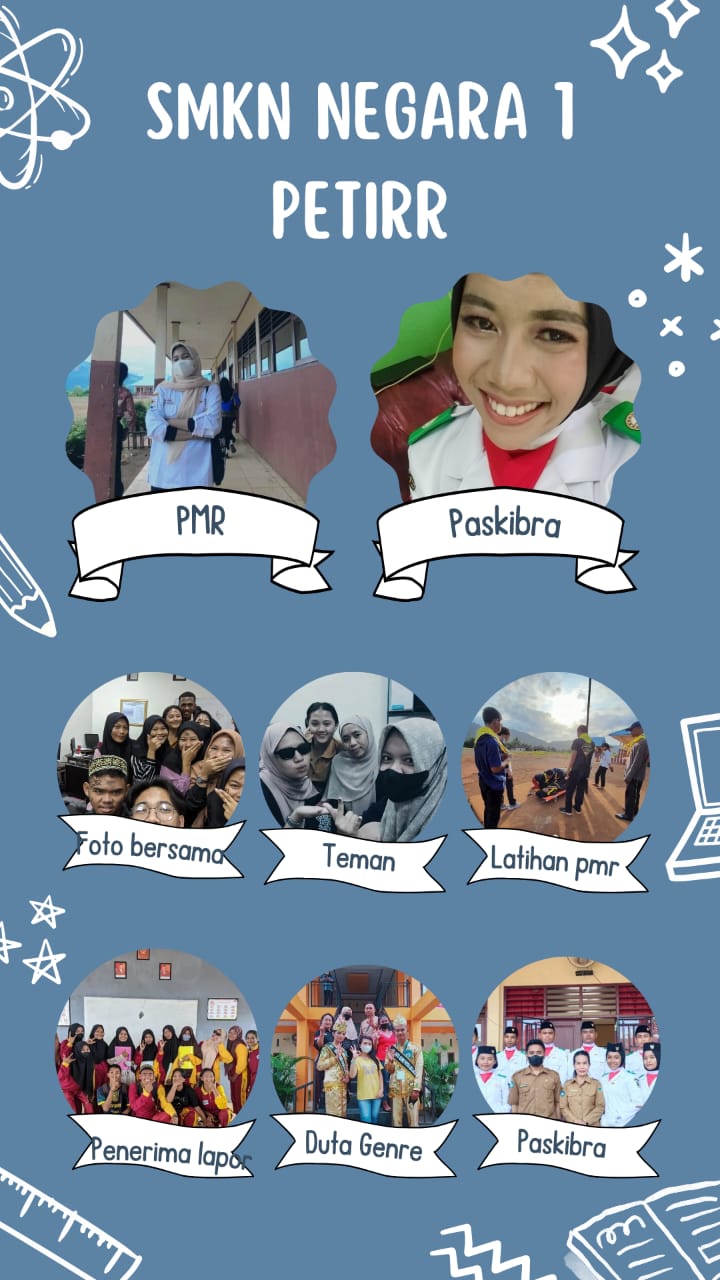 SMKN NEGARA 1
PETIRR
PMR
Paskibra
Foto bersama
Teman
Latihan pmr
Penerima lapor
Duta Genre
Paskibra